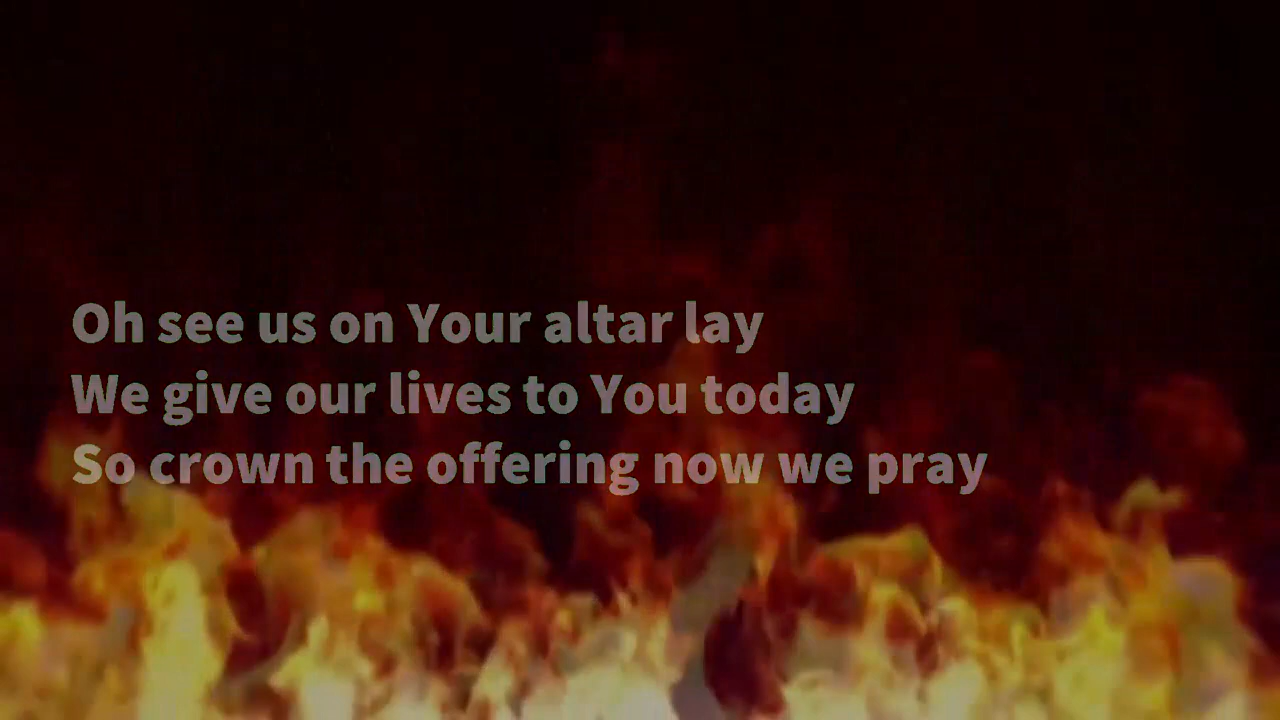 Oh see us on Your altar lay
We give our lives to You today
So crown the offering now we pray